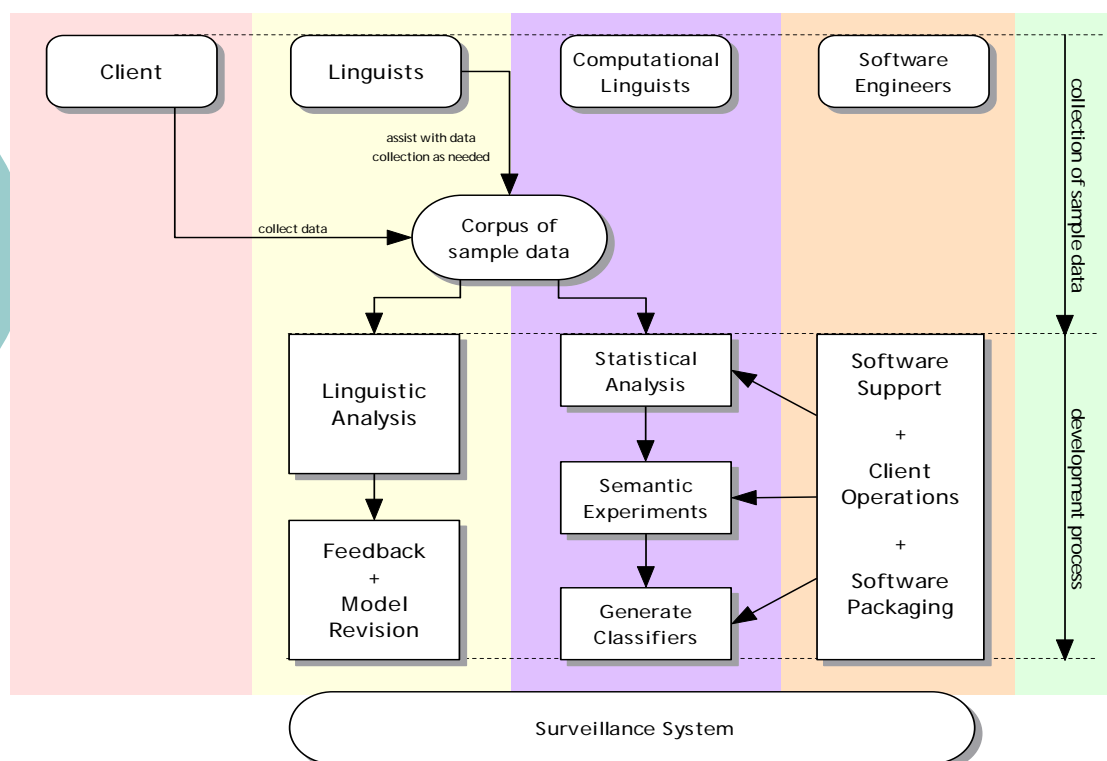 Client
Linguists
Computational
Linguists
Software
Engineers
assist with data
collection as needed
collection of sample data
collect data
Corpus of
sample data
Linguistic
Analysis
Statistical
Analysis
Software
Support
+
Client
Operations
+
Software
Packaging
development process
Semantic
Experiments
Feedback
+
Model
Revision
Generate
Classifiers
Surveillance System